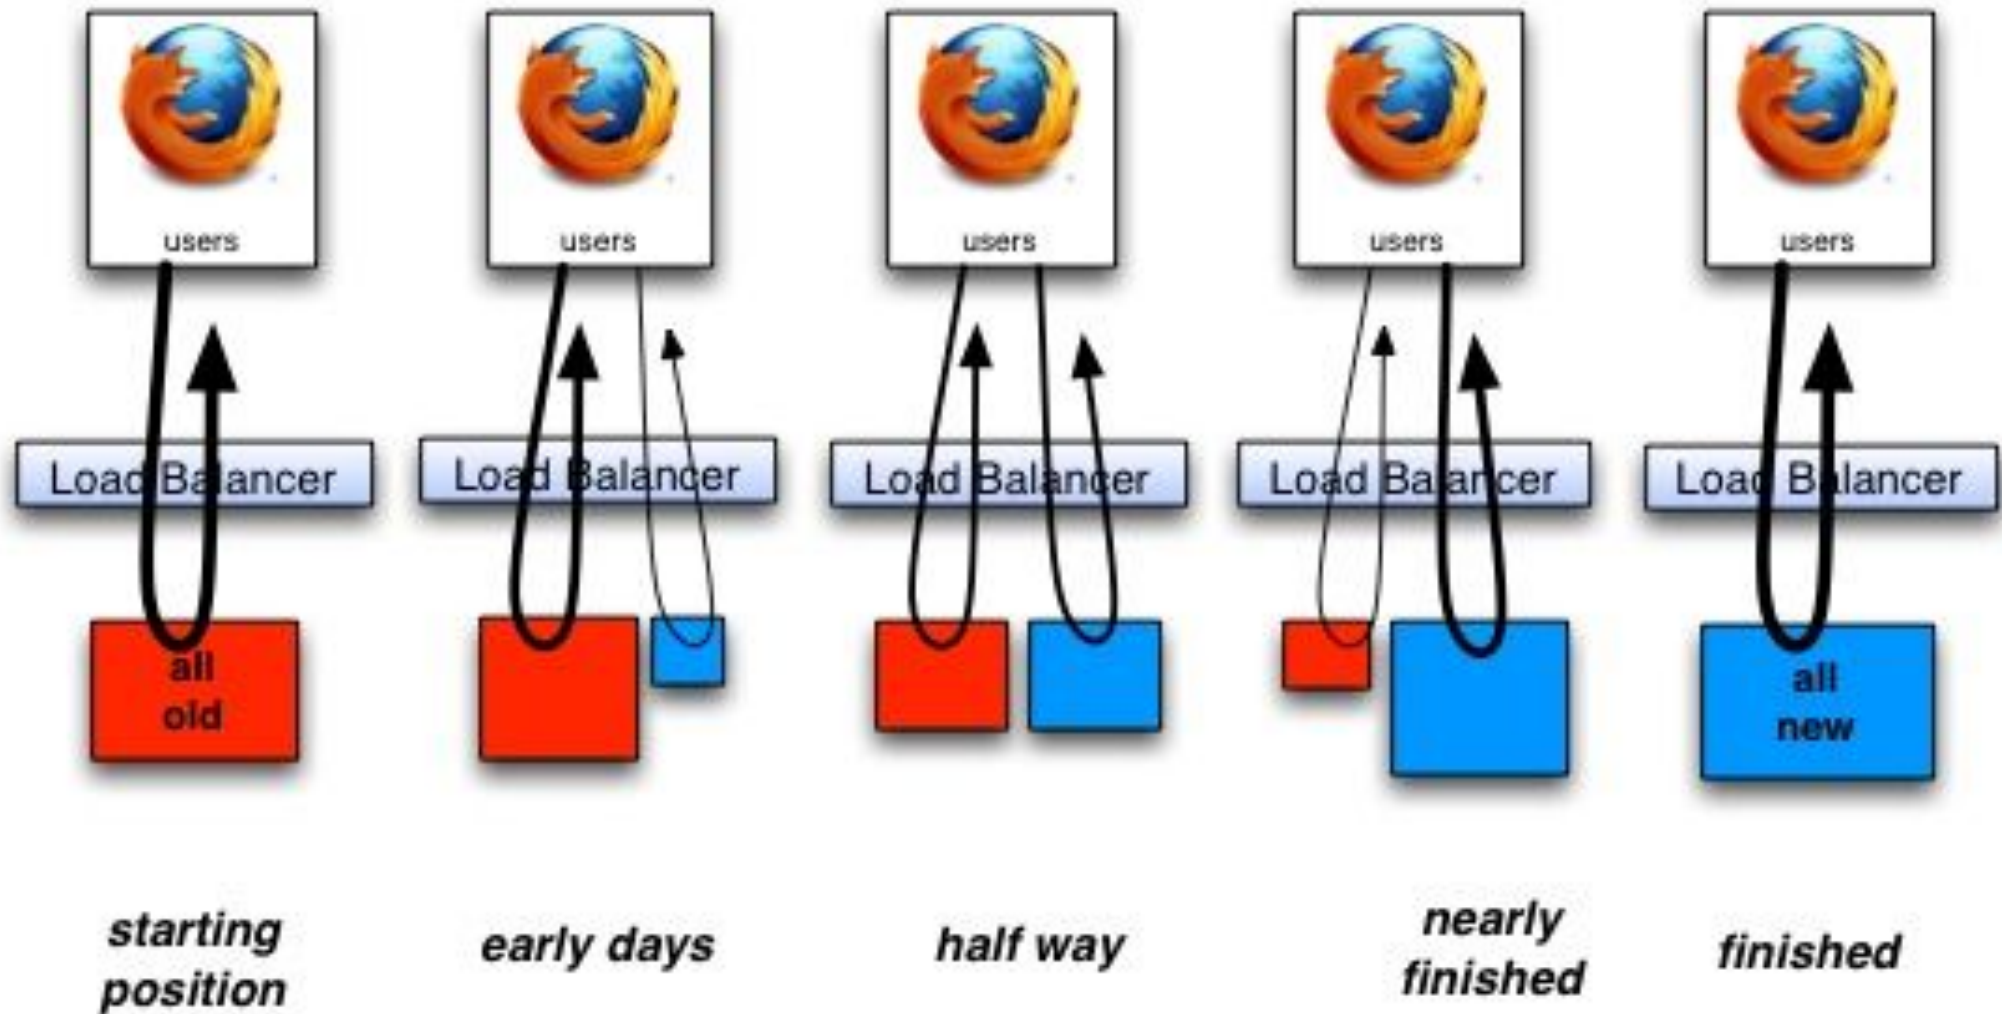 users
users
users
users
users
Load Balancer
Load Balancer
Load Balancer
Load Balancer
Load Balancer
all
old
all
new
starting
position
early days
half way
nearly
finished
finished